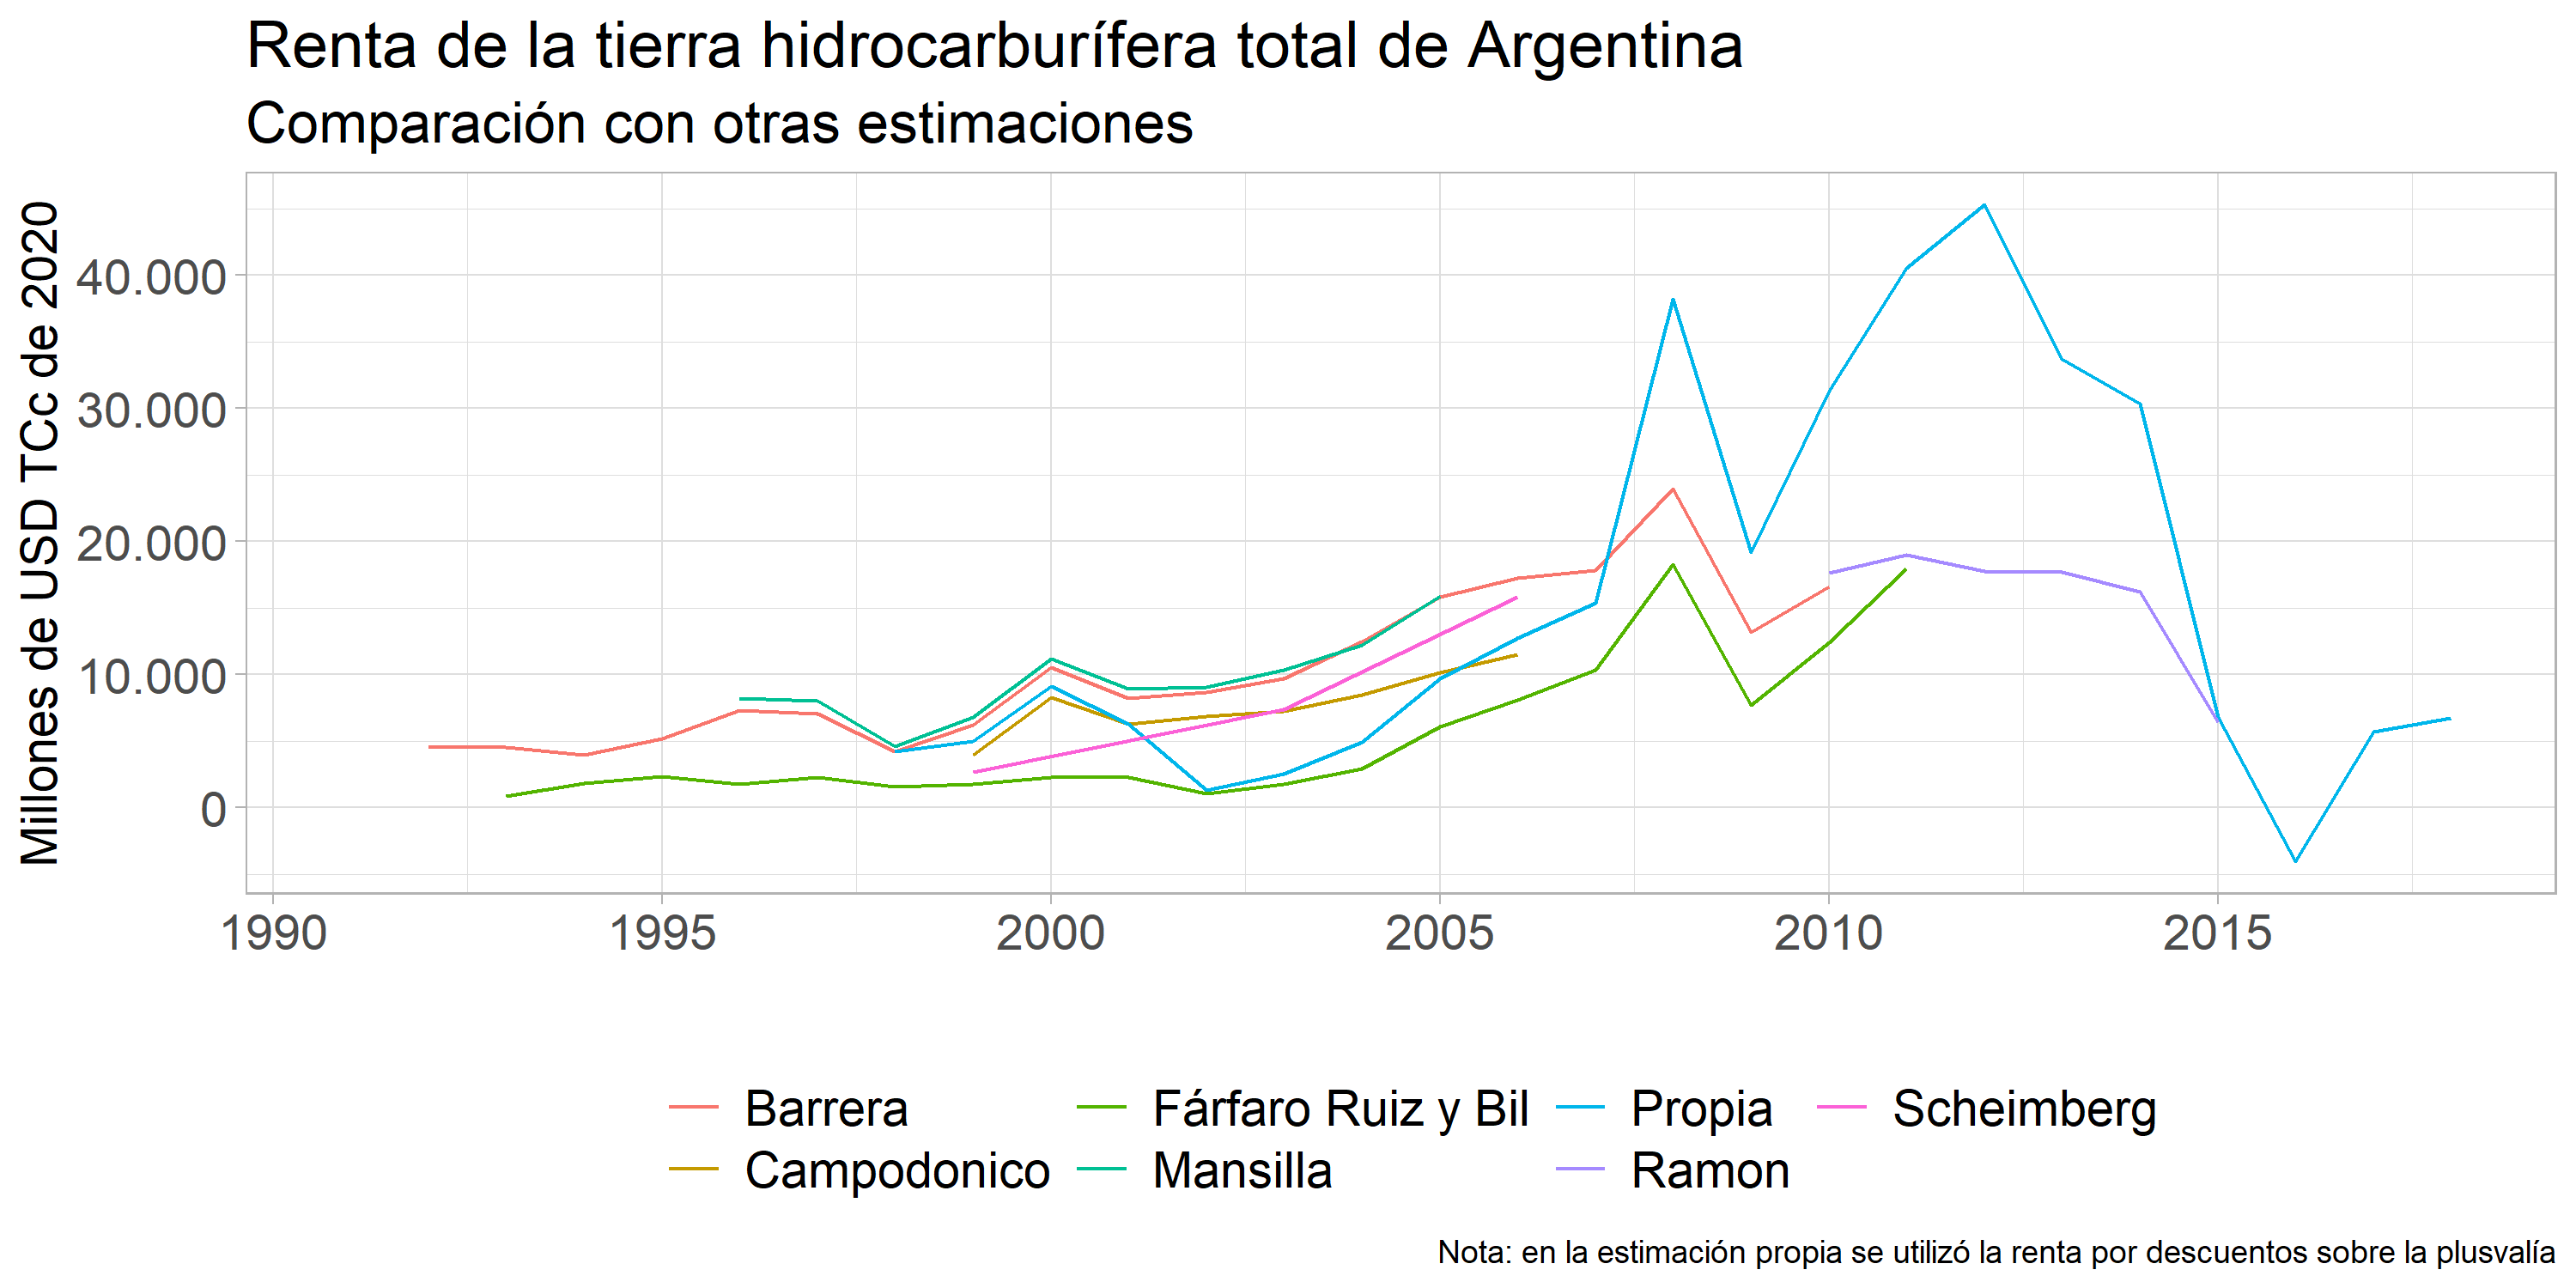 Renta de la tierra hidrocarburífera total de Argentina
Comparación con otras estimaciones
Millones de USD TCc de 2020
40.000
30.000
20.000
10.000
0
1990 1995 2000 2005 2010 2015
Barrera Fárfaro Ruiz y Bil Propia Scheimberg
Campodonico Mansilla Ramon
Nota: en la estimación propia se utilizó la renta por descuentos sobre la plusvalía